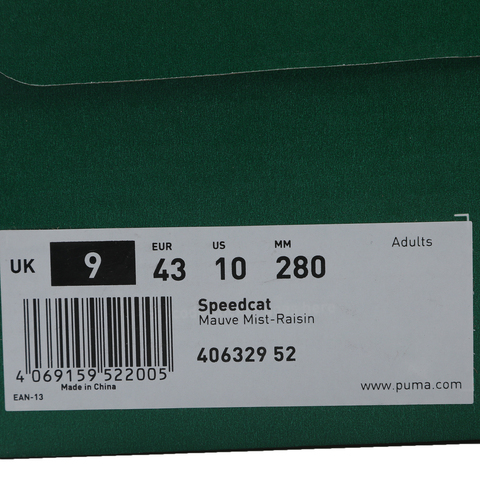 EUR US MM Adults
UK 9 43 10 280
Speedcat
Mauve Mist-Raisin
406329 52
4 069159 522005
Made in China
www.puma.com
EAN-13